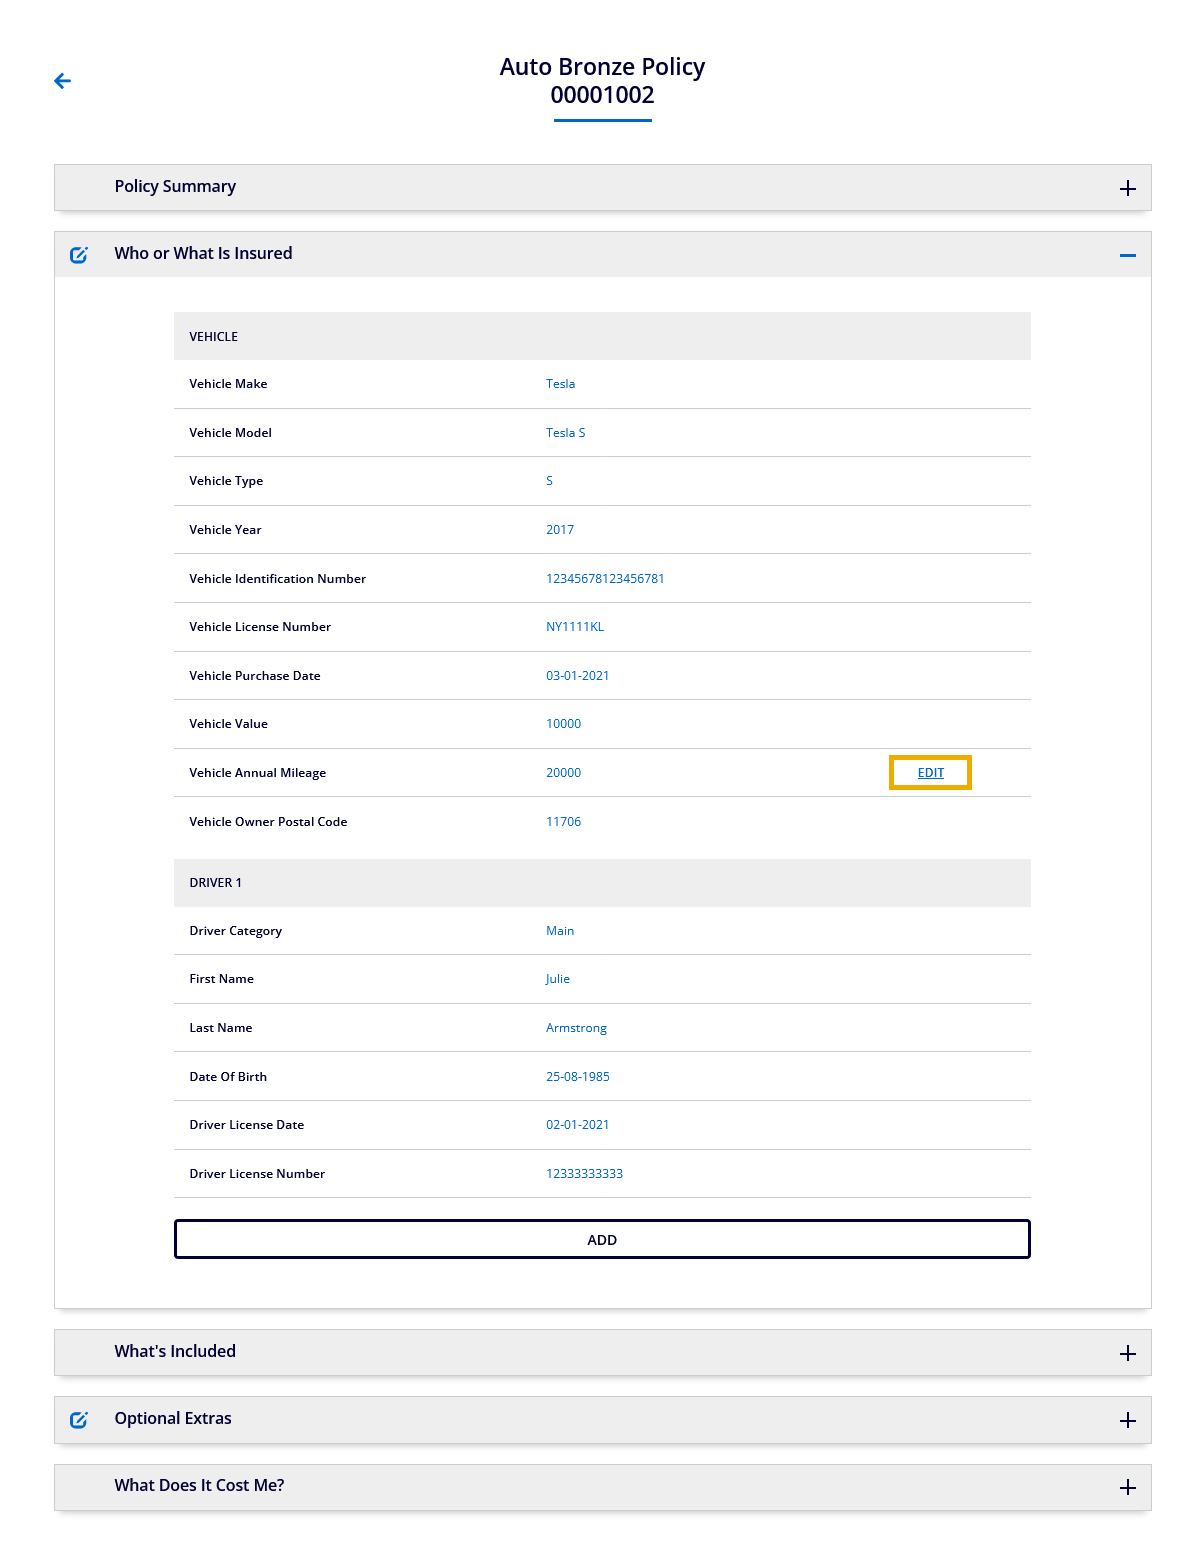 Auto Bronze Policy
00001002
Policy Summary
Who or What Is Insured
VEHICLE
Vehicle Make Tesla
Vehicle Model Tesla S
Vehicle Type S
Vehicle Year 2017
Vehicle Identification Number 12345678123456781
Vehicle License Number NY1111KL
Vehicle Purchase Date 03-01-2021
Vehicle Value 10000
Vehicle Annual Mileage 20000 EDIT
Vehicle Owner Postal Code 11706
DRIVER 1
Driver Category Main
First Name Julie
Last Name Armstrong
Date Of Birth 25-08-1985
Driver License Date 02-01-2021
Driver License Number 12333333333
ADD
What's Included
Optional Extras
What Does It Cost Me?